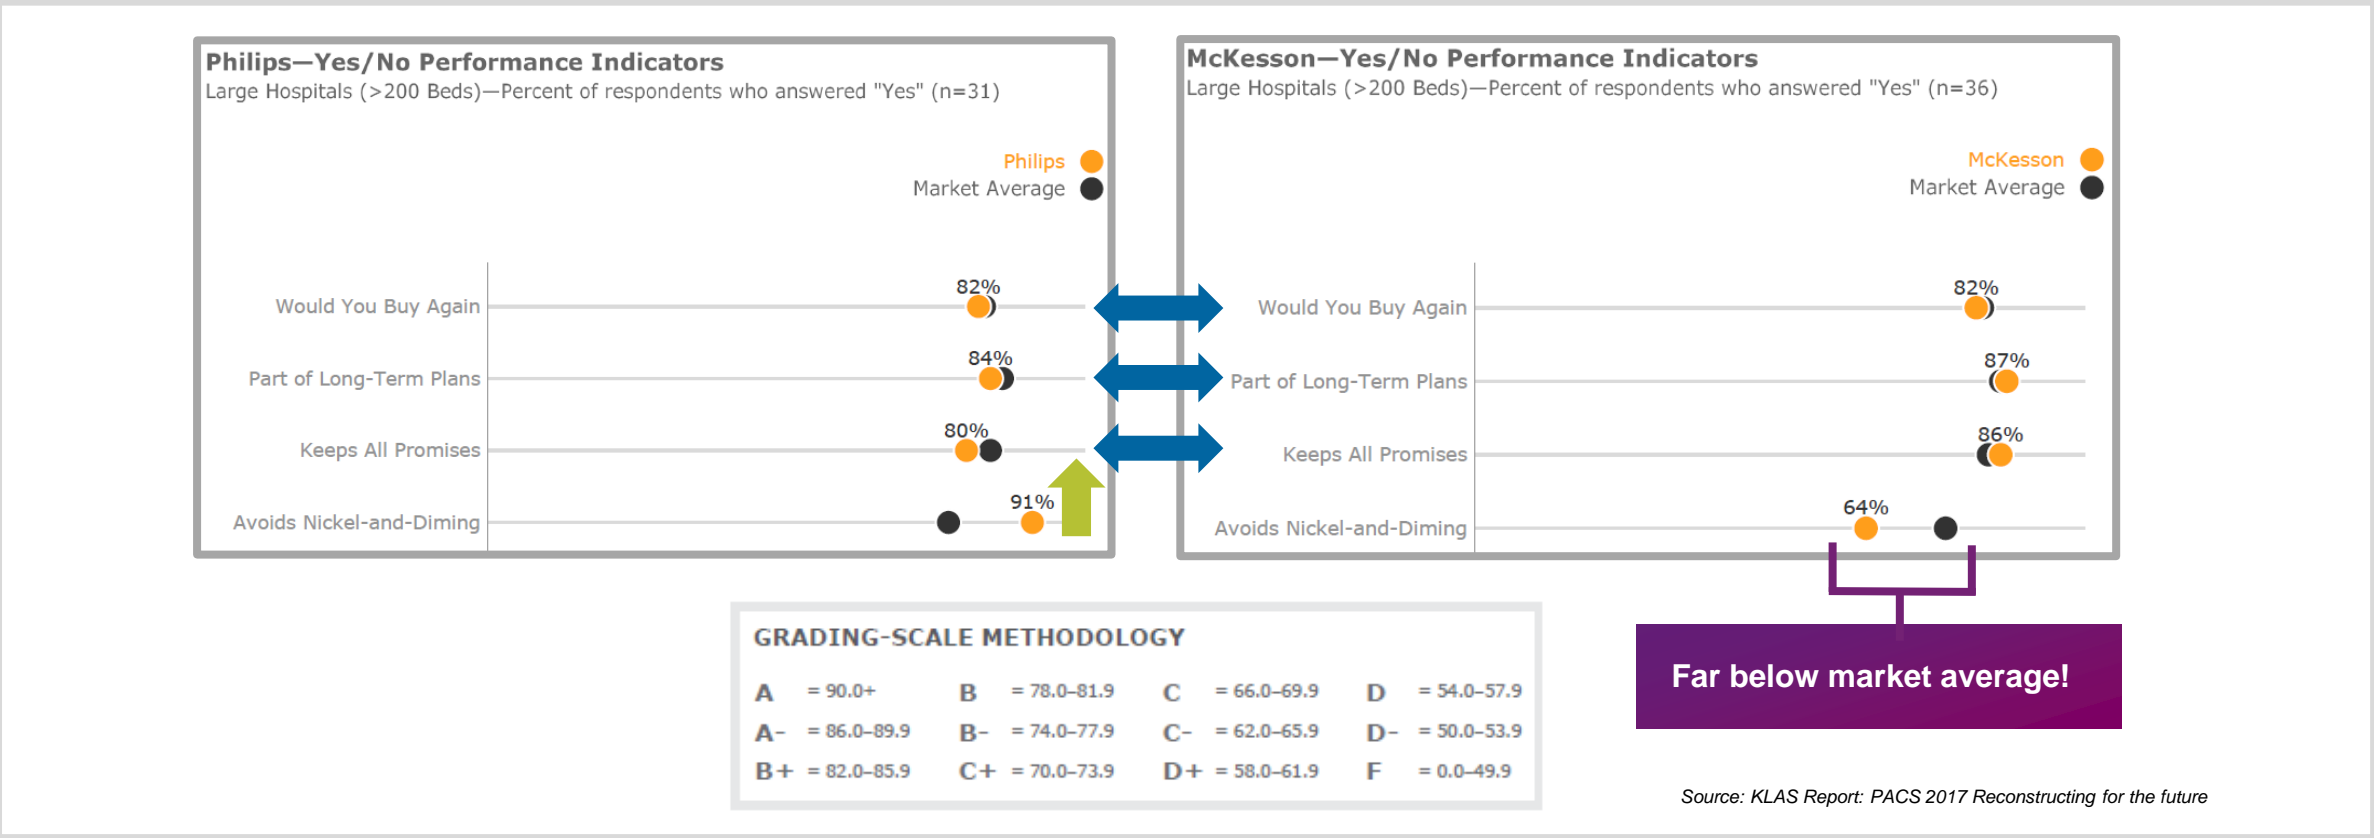 Philips—Yes/No Performance Indicators
Large Hospitals (>200 Beds)—Percent of respondents who answered "Yes" (n=31)
Philips
Market Average
82%
Would You Buy Again
84%
Part of Long-Term Plans
80%
Keeps All Promises
91%
Avoids Nickel-and-Diming
McKesson—Yes/No Performance Indicators
Large Hospitals (>200 Beds)—Percent of respondents who answered "Yes" (n=36)
McKesson
Market Average
82%
Would You Buy Again
87%
Part of Long-Term Plans
86%
Keeps All Promises
64%
Avoids Nickel-and-Diming
GRADING-SCALE METHODOLOGY
A = 90.0+ B = 78.0–81.9 C = 66.0–69.9 D = 54.0–57.9
A- = 86.0–89.9 B- = 74.0–77.9 C- = 62.0–65.9 D- = 50.0–53.9
B+ = 82.0–85.9 C+ = 70.0–73.9 D+ = 58.0–61.9 F = 0.0–49.9
Far below market average!
Source: KLAS Report: PACS 2017 Reconstructing for the future